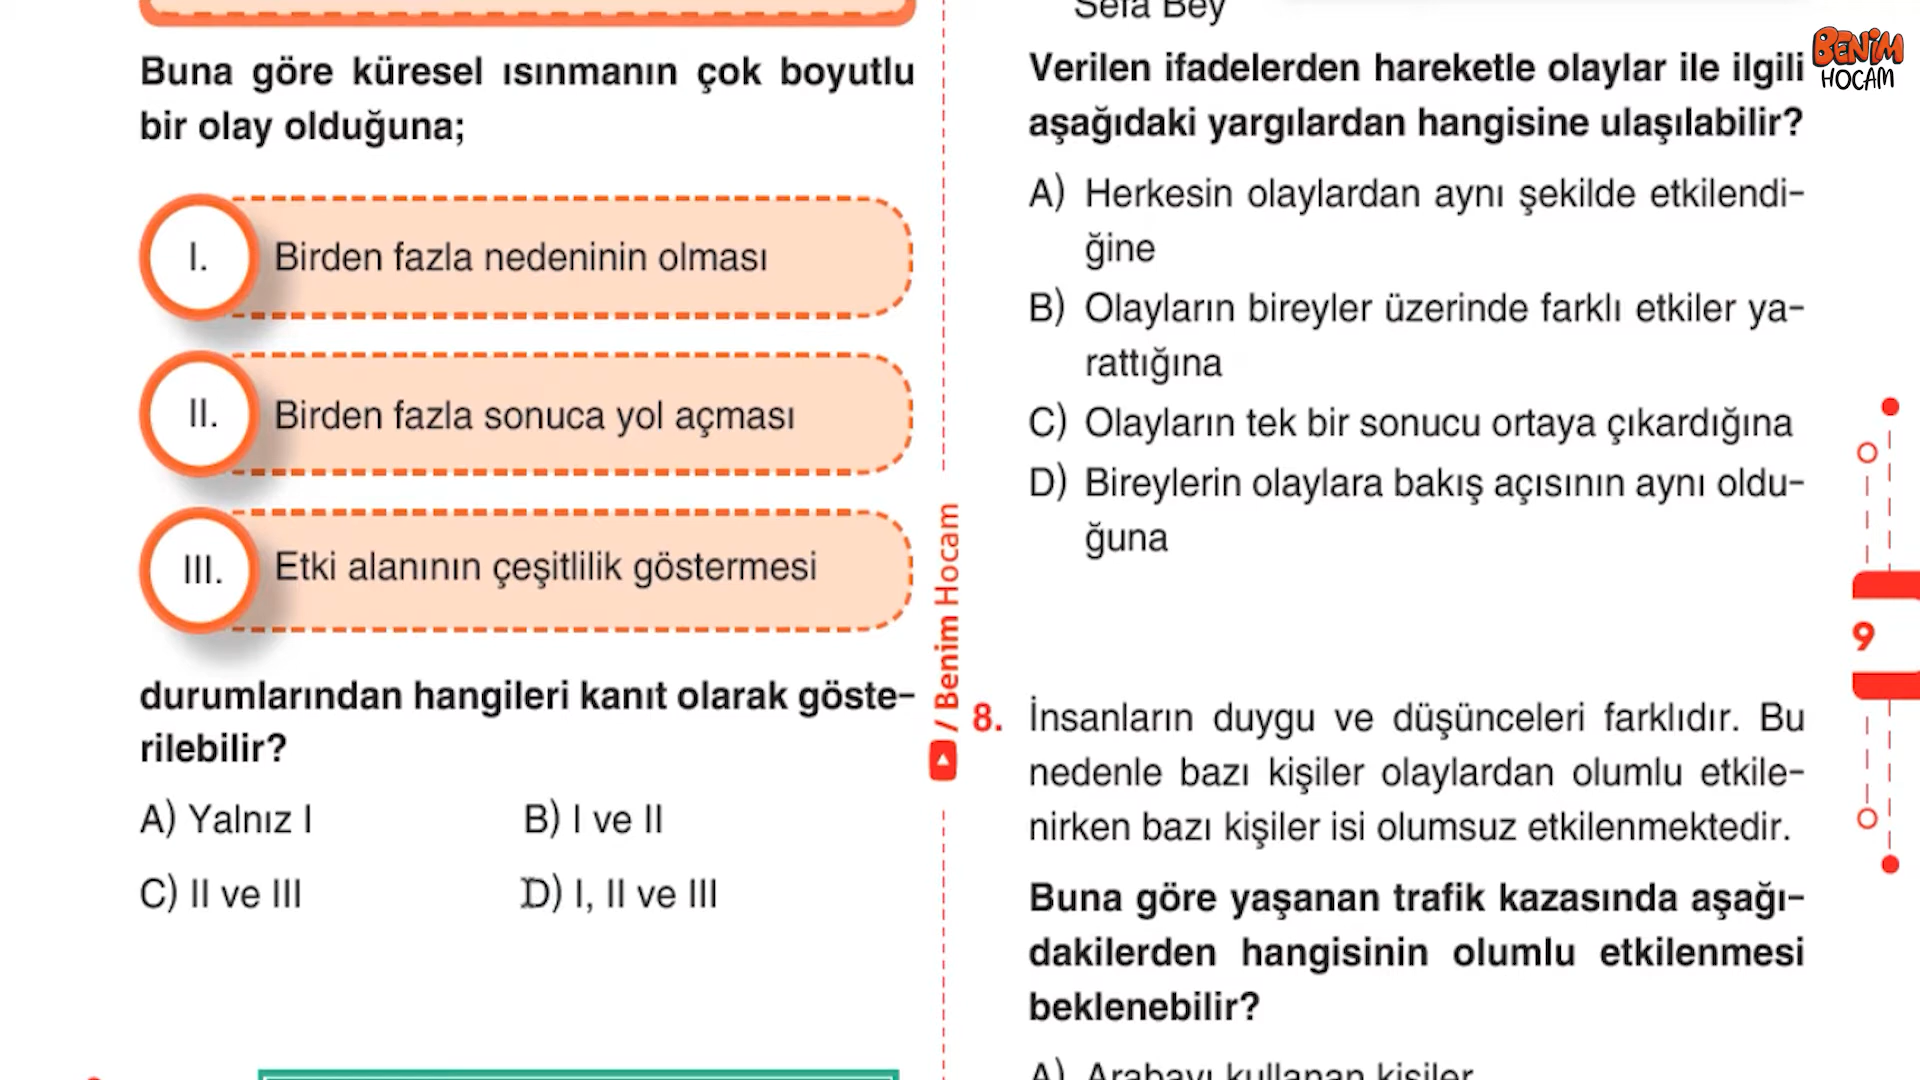 Buna göre küresel ısınmanın çok boyutlu
bir olay olduğuna;
I.
Birden fazla nedeninin olması
II.
Birden fazla sonuca yol açması
III.
Etki alanının çeşitlilik göstermesi
durumlarından hangileri kanıt olarak göste-
rilebilir?
A) Yalnız I
B) I ve II
C) II ve III
D) I, II ve III
/ Benim Hocam
Sefa Bey
Verilen ifadelerden hareketle olaylar ile ilgili
aşağıdaki yargılardan hangisine ulaşılabilir?
A) Herkesin olaylardan aynı şekilde etkilendi-
ğine
B) Olayların bireyler üzerinde farklı etkiler ya-
rattığına
C) Olayların tek bir sonucu ortaya çıkardığına
D) Bireylerin olaylara bakış açısının aynı oldu-
ğuna
8. İnsanların duygu ve düşünceleri farklıdır. Bu
nedenle bazı kişiler olaylardan olumlu etkile-
nirken bazı kişiler isi olumsuz etkilenmektedir.
Buna göre yaşanan trafik kazasında aşağı-
dakilerden hangisinin olumlu etkilenmesi
beklenebilir?
A) Arabayı kullanan kişiler
BENİM
HOCAM
9